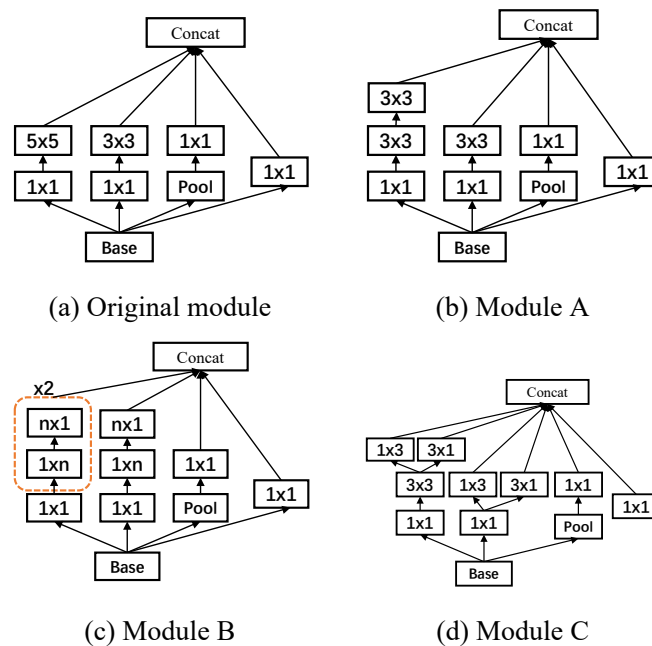 Concat
5x5 3x3 1x1
1x1
1x1 1x1 Pool
Base
(a) Original module
Concat
3x3
3x3 3x3 1x1
1x1
1x1 1x1 Pool
Base
(b) Module A
Concat
x2
nx1 nx1
1xn 1xn 1x1
1x1
1x1 1x1 Pool
Base
(c) Module B
Concat
1x3 3x1
3x3 1x3 3x1 1x1
1x1
1x1 1x1 Pool
Base
(d) Module C